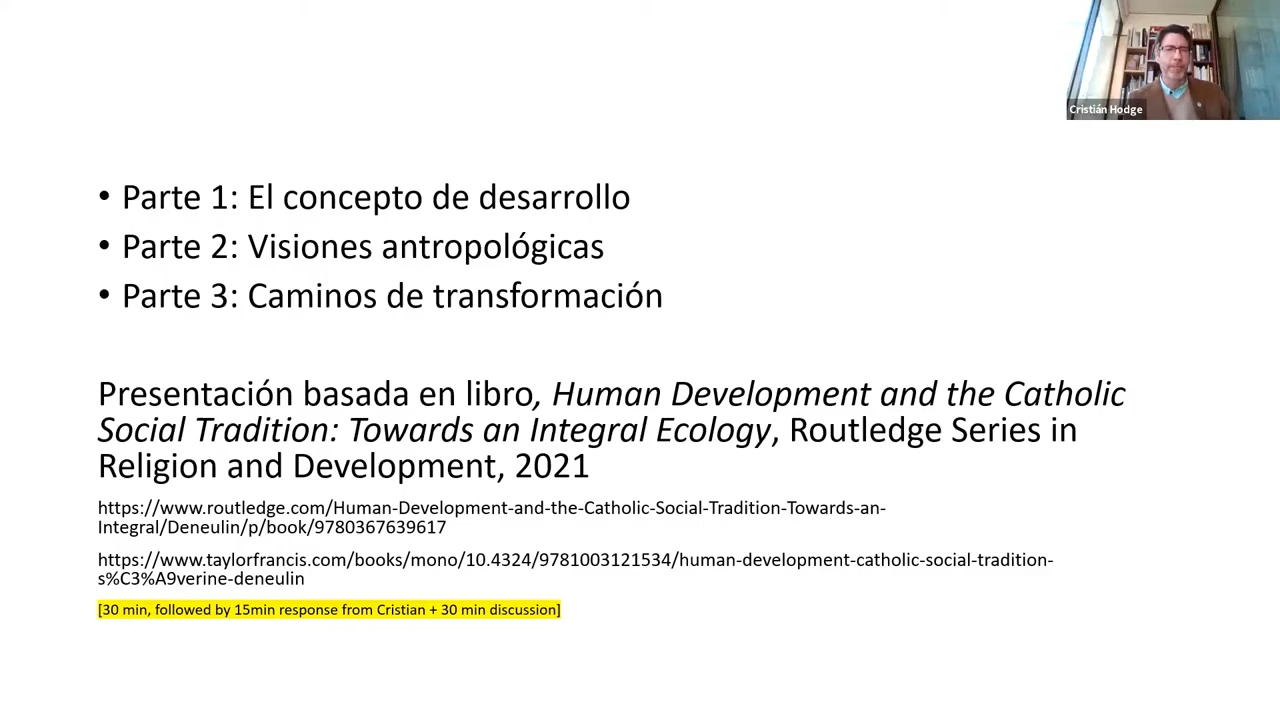 Cristián Hodge
• Parte 1: El concepto de desarrollo
• Parte 2: Visiones antropológicas
• Parte 3: Caminos de transformación
Presentación basada en libro, Human Development and the Catholic
Social Tradition: Towards an Integral Ecology, Routledge Series in
Religion and Development, 2021
https://www.routledge.com/Human-Development-and-the-Catholic-Social-Tradition-Towards-an-
Integral/Deneulin/p/book/9780367639617
https://www.taylorfrancis.com/books/mono/10.4324/9781003121534/human-development-catholic-social-tradition-
s%C3%A9verine-deneulin
[30 min, followed by 15min response from Cristian + 30 min discussion]